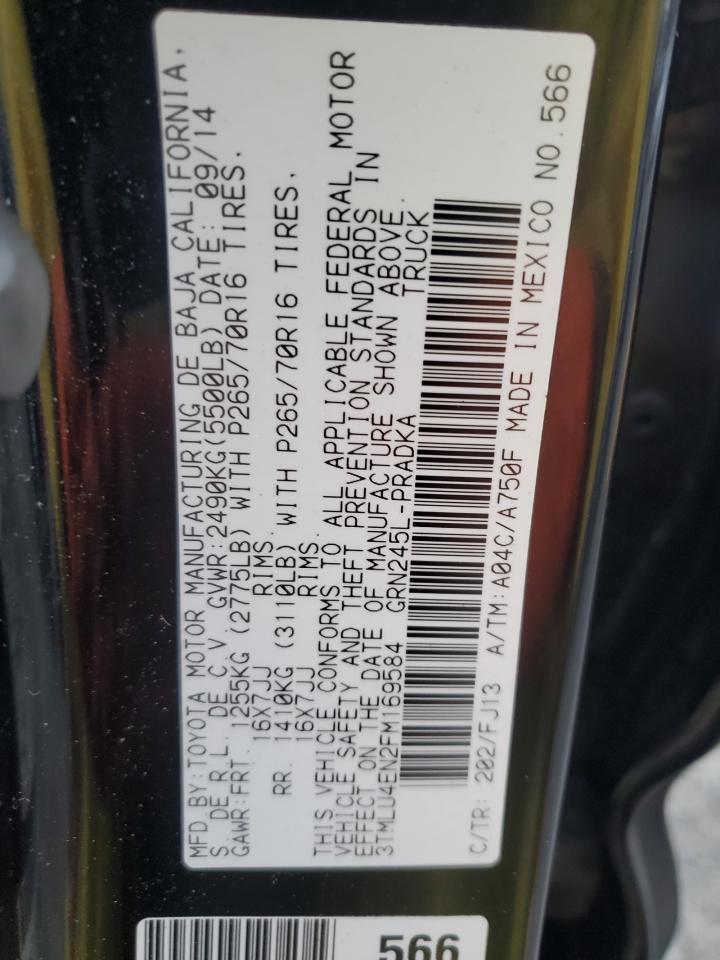 MFD.BY:TOYOTA MOTOR MANUFACTURING DE BAJA CALIFORNIA,
S.DE R.L. DE C.V. GVWR:2490KG(5500LB) DATE: 09/14
GAWR:FRT. 1255KG (2775LB) WITH P265/70R16 TIRES.
16X7JJ RIMS
RR. 1410KG (3110LB) WITH P265/70R16 TIRES,
16X7JJ RIMS.
THIS VEHICLE CONFORMS TO ALL APPLICABLE FEDERAL MOTOR
VEHICLE SAFETY AND THEFT PREVENTION STANDARDS IN
EFFECT ON THE DATE OF MANUFACTURE SHOWN ABOVE.
3TMLU4EN2FM169584 GRN245L-PRADKA TRUCK
C/TR: 202/FJ13 A/TM:A04C/A750F MADE IN MEXICO NO.566
566